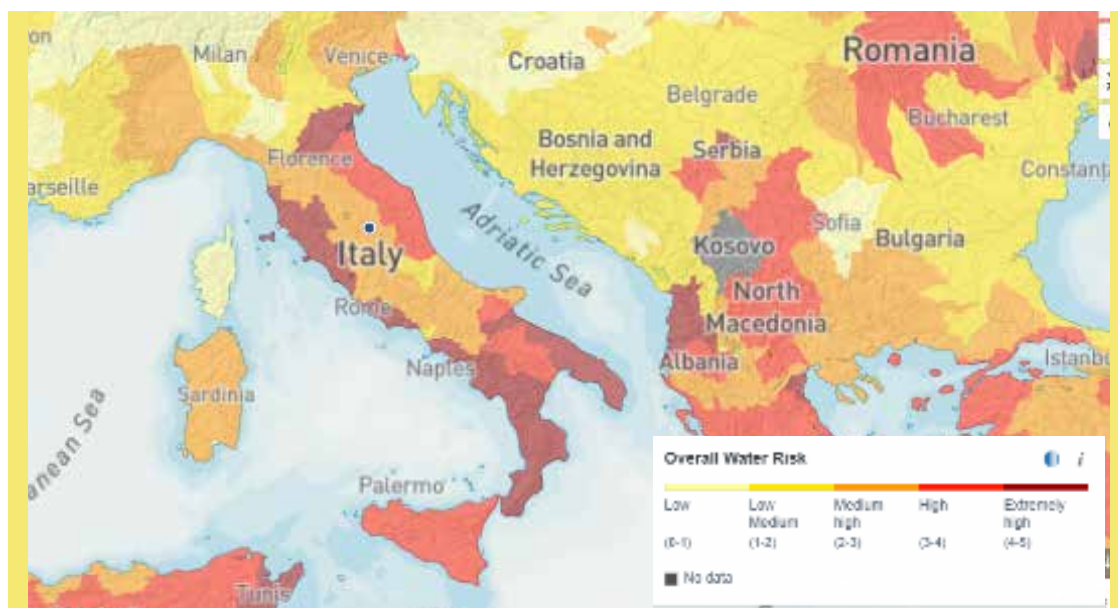 on
Milan
Venice
Croatia
Romania
Belgrade
Bucharest
Bosnia and
Herzegovina
Serbia
Constanț
Florence
arseille
Adriatic Sea
Sofia
Bulgaria
Kosovo
Italy
North
Macedonia
Rome
Albania
Istanb
Naples
Sardinia
anean Sea
Palermo
Tunis
Overall Water Risk
i
Low
(0-1)
Low
Medium
(1-2)
Medium
high
(2-3)
High
(3-4)
Extremely
high
(4-5)
No data